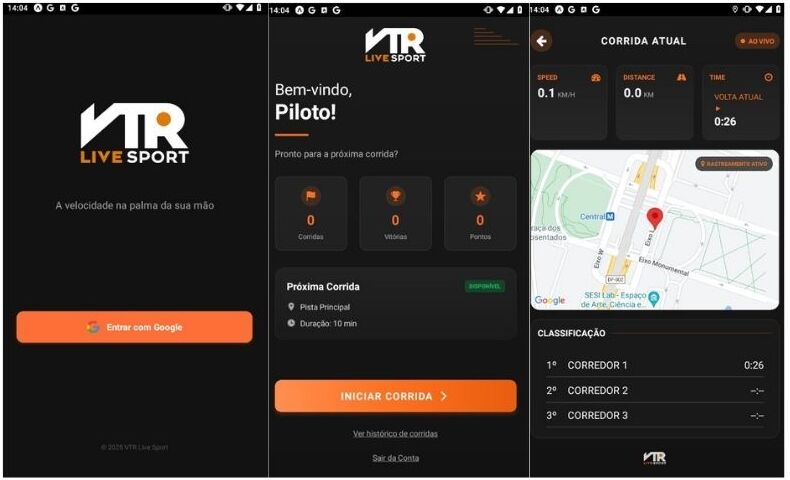 14:04
VTR
LIVE SPORT
A velocidade na palma da sua mão
Entrar com Google
© 2025 VTR Live Sport
14:04
VTR
LIVE SPORT
Bem-vindo,
Piloto!
Pronto para a próxima corrida?
0
Corridas
0
Vitórias
0
Pontos
Próxima Corrida
DISPONÍVEL
Pista Principal
Duração: 10 min
INICIAR CORRIDA
Ver histórico de corridas
Sair da Conta
14:04
CORRIDA ATUAL
AO VIVO
SPEED
0.1 KM/H
DISTANCE
0.0 KM
TIME
VOLTA ATUAL
0:26
RASTREAMENTO ATIVO
Central M
raça dos
osentados
Eixo W
Eixo L
Eixo Monumental
DF-002
SESI Lab - Espaço
de Arte, Ciência e...
Google
CLASSIFICAÇÃO
1º CORREDOR 1 0:26
2º CORREDOR 2 --:--
3º CORREDOR 3 --:--
VTR
LIVE SPORT